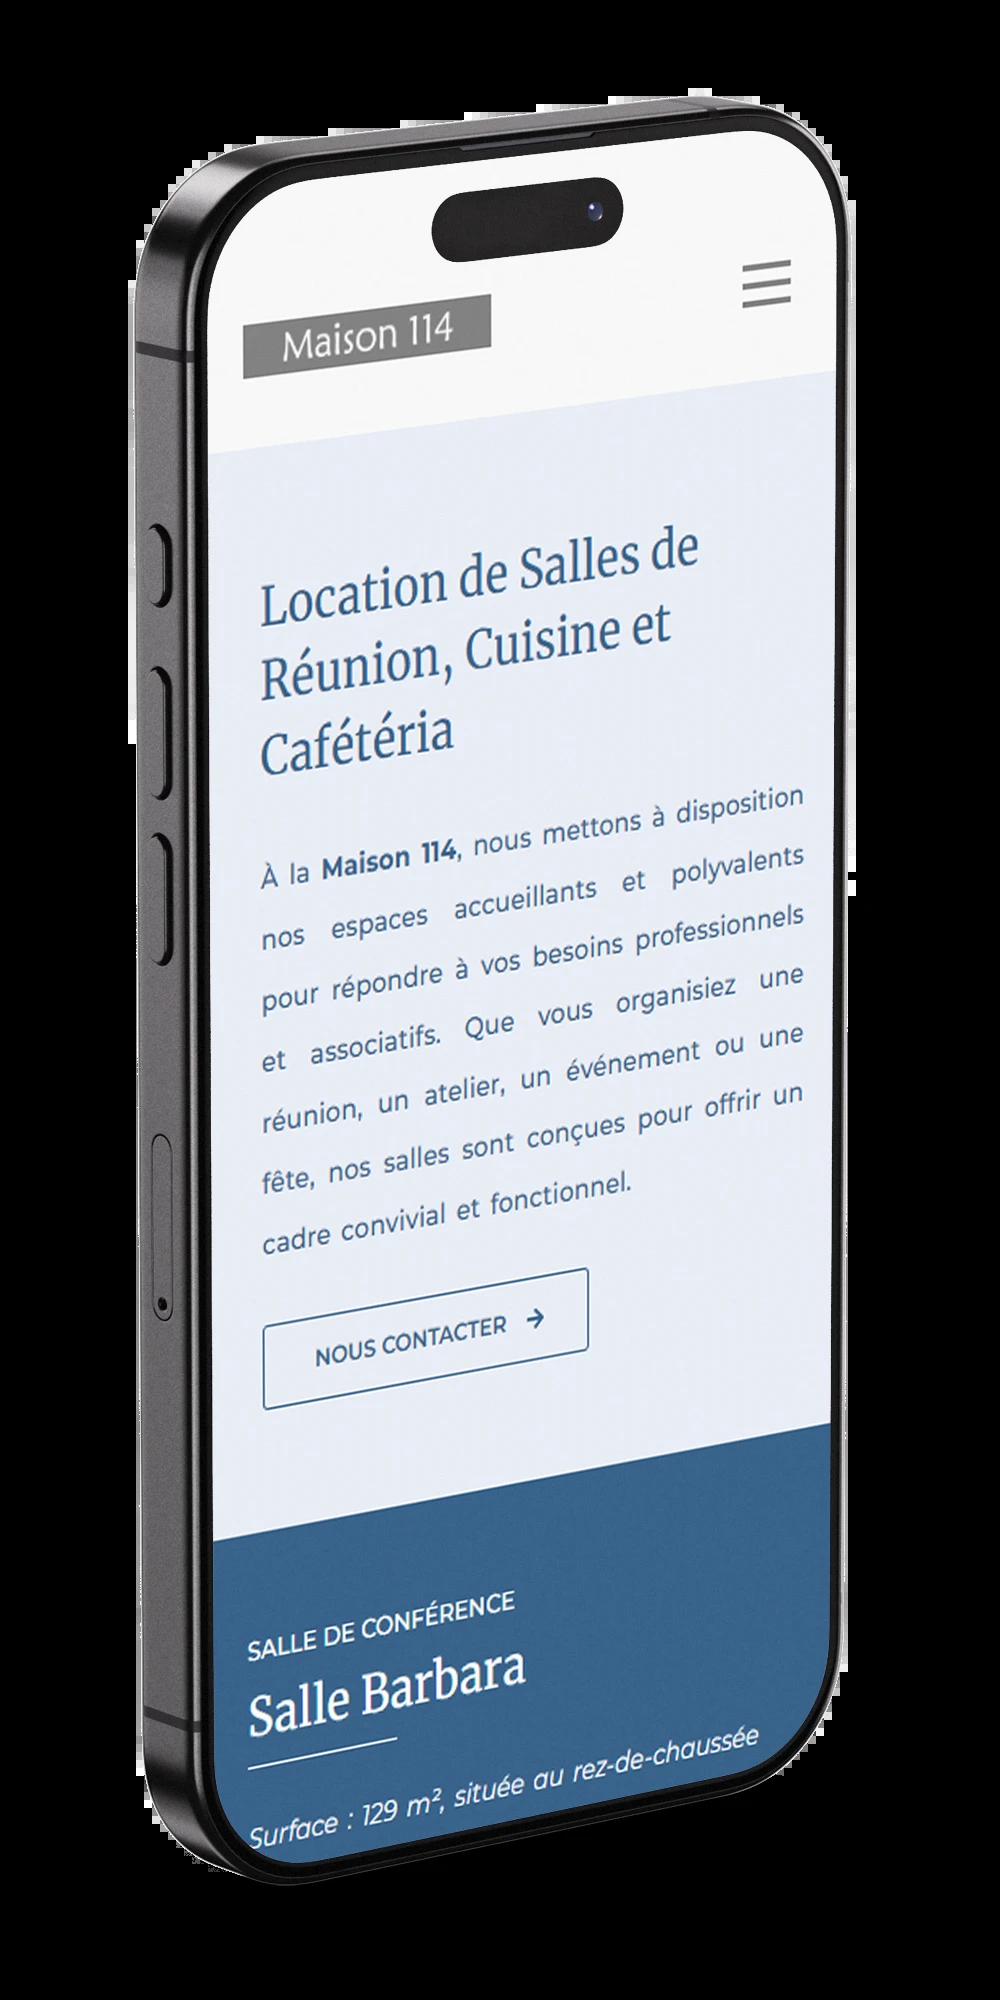 Maison 114
Location de Salles de
Réunion, Cuisine et
Cafétéria
À la Maison 114, nous mettons à disposition
nos espaces accueillants et polyvalents
pour répondre à vos besoins professionnels
et associatifs. Que vous organisiez une
réunion, un atelier, un événement ou une
fête, nos salles sont conçues pour offrir un
cadre convivial et fonctionnel.
NOUS CONTACTER →
SALLE DE CONFÉRENCE
Salle Barbara
Surface : 129 m², située au rez-de-chaussée